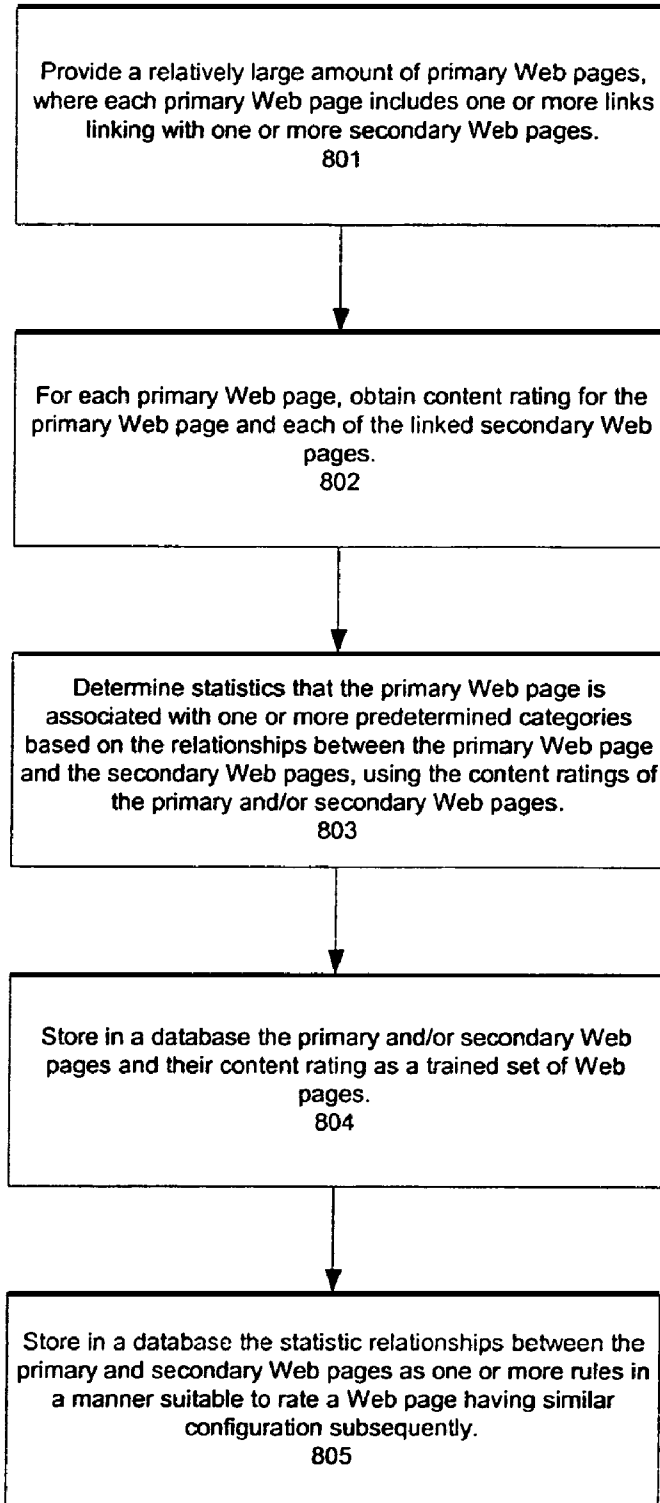 Provide a relatively large amount of primary Web pages,
where each primary Web page includes one or more links
linking with one or more secondary Web pages.
801
For each primary Web page, obtain content rating for the
primary Web page and each of the linked secondary Web
pages.
802
Determine statistics that the primary Web page is
associated with one or more predetermined categories
based on the relationships between the primary Web page
and the secondary Web pages, using the content ratings of
the primary and/or secondary Web pages.
803
Store in a database the primary and/or secondary Web
pages and their content rating as a trained set of Web
pages.
804
Store in a database the statistic relationships between the
primary and secondary Web pages as one or more rules in
a manner suitable to rate a Web page having similar
configuration subsequently.
805